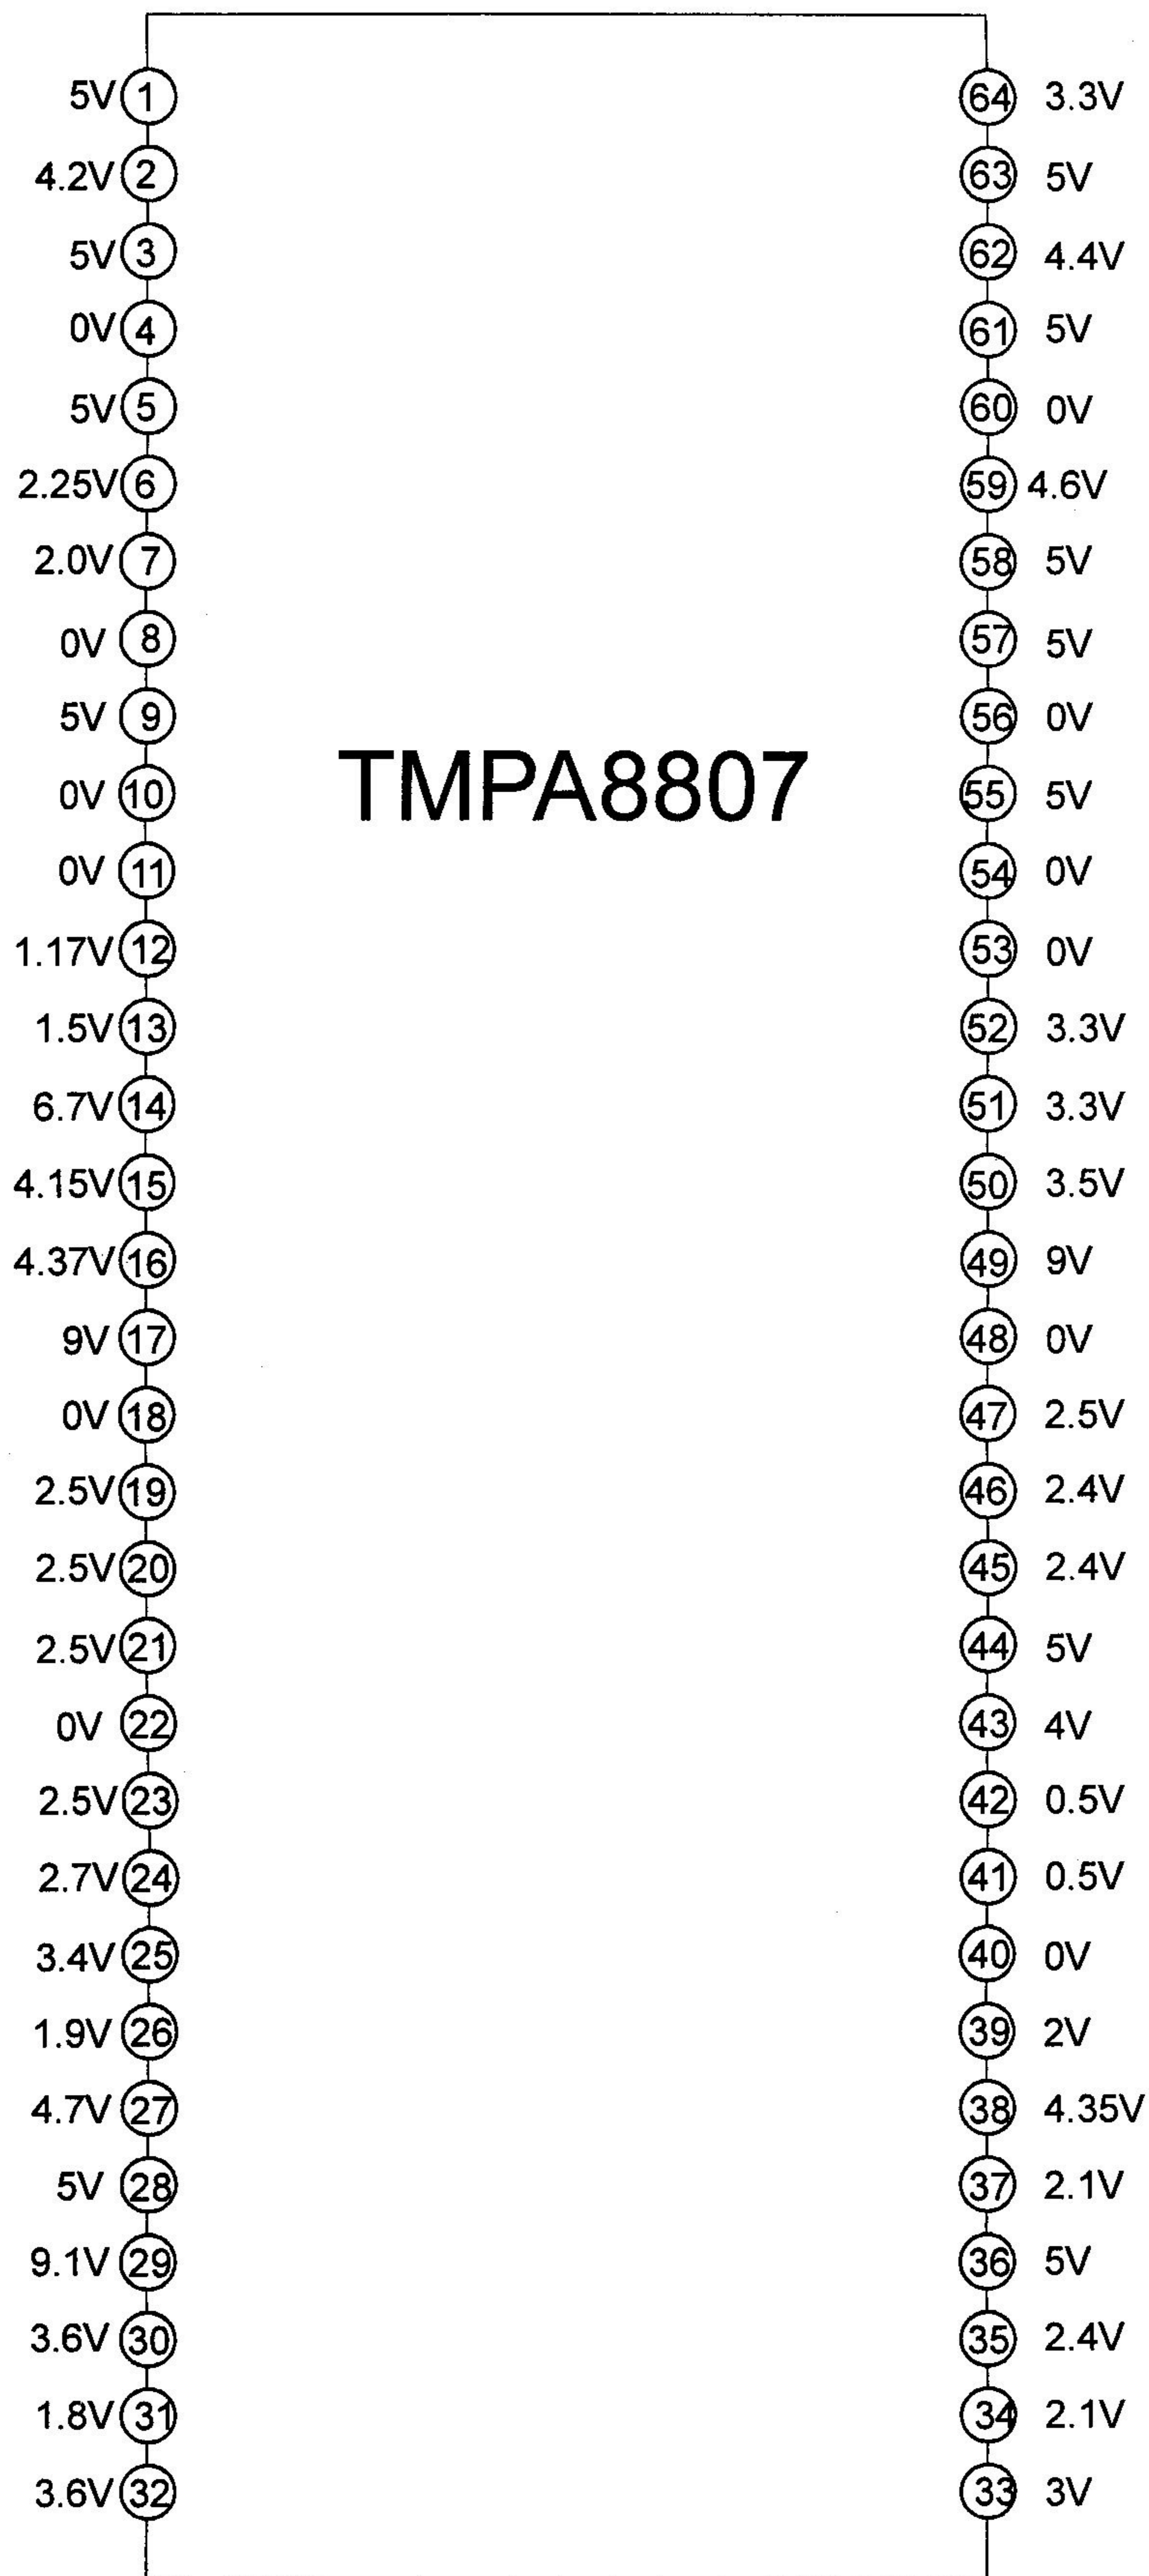 5V 1 64 3.3V
4.2V 2 63 5V
5V 3 62 4.4V
0V 4 61 5V
5V 5 60 0V
2.25V 6 59 4.6V
2.0V 7 58 5V
0V 8 57 5V
5V 9 56 0V
TMPA8807
0V 10 55 5V
0V 11 54 0V
1.17V 12 53 0V
1.5V 13 52 3.3V
6.7V 14 51 3.3V
4.15V 15 50 3.5V
4.37V 16 49 9V
9V 17 48 0V
0V 18 47 2.5V
2.5V 19 46 2.4V
2.5V 20 45 2.4V
2.5V 21 44 5V
0V 22 43 4V
2.5V 23 42 0.5V
2.7V 24 41 0.5V
3.4V 25 40 0V
1.9V 26 39 2V
4.7V 27 38 4.35V
5V 28 37 2.1V
9.1V 29 36 5V
3.6V 30 35 2.4V
1.8V 31 34 2.1V
3.6V 32 33 3V